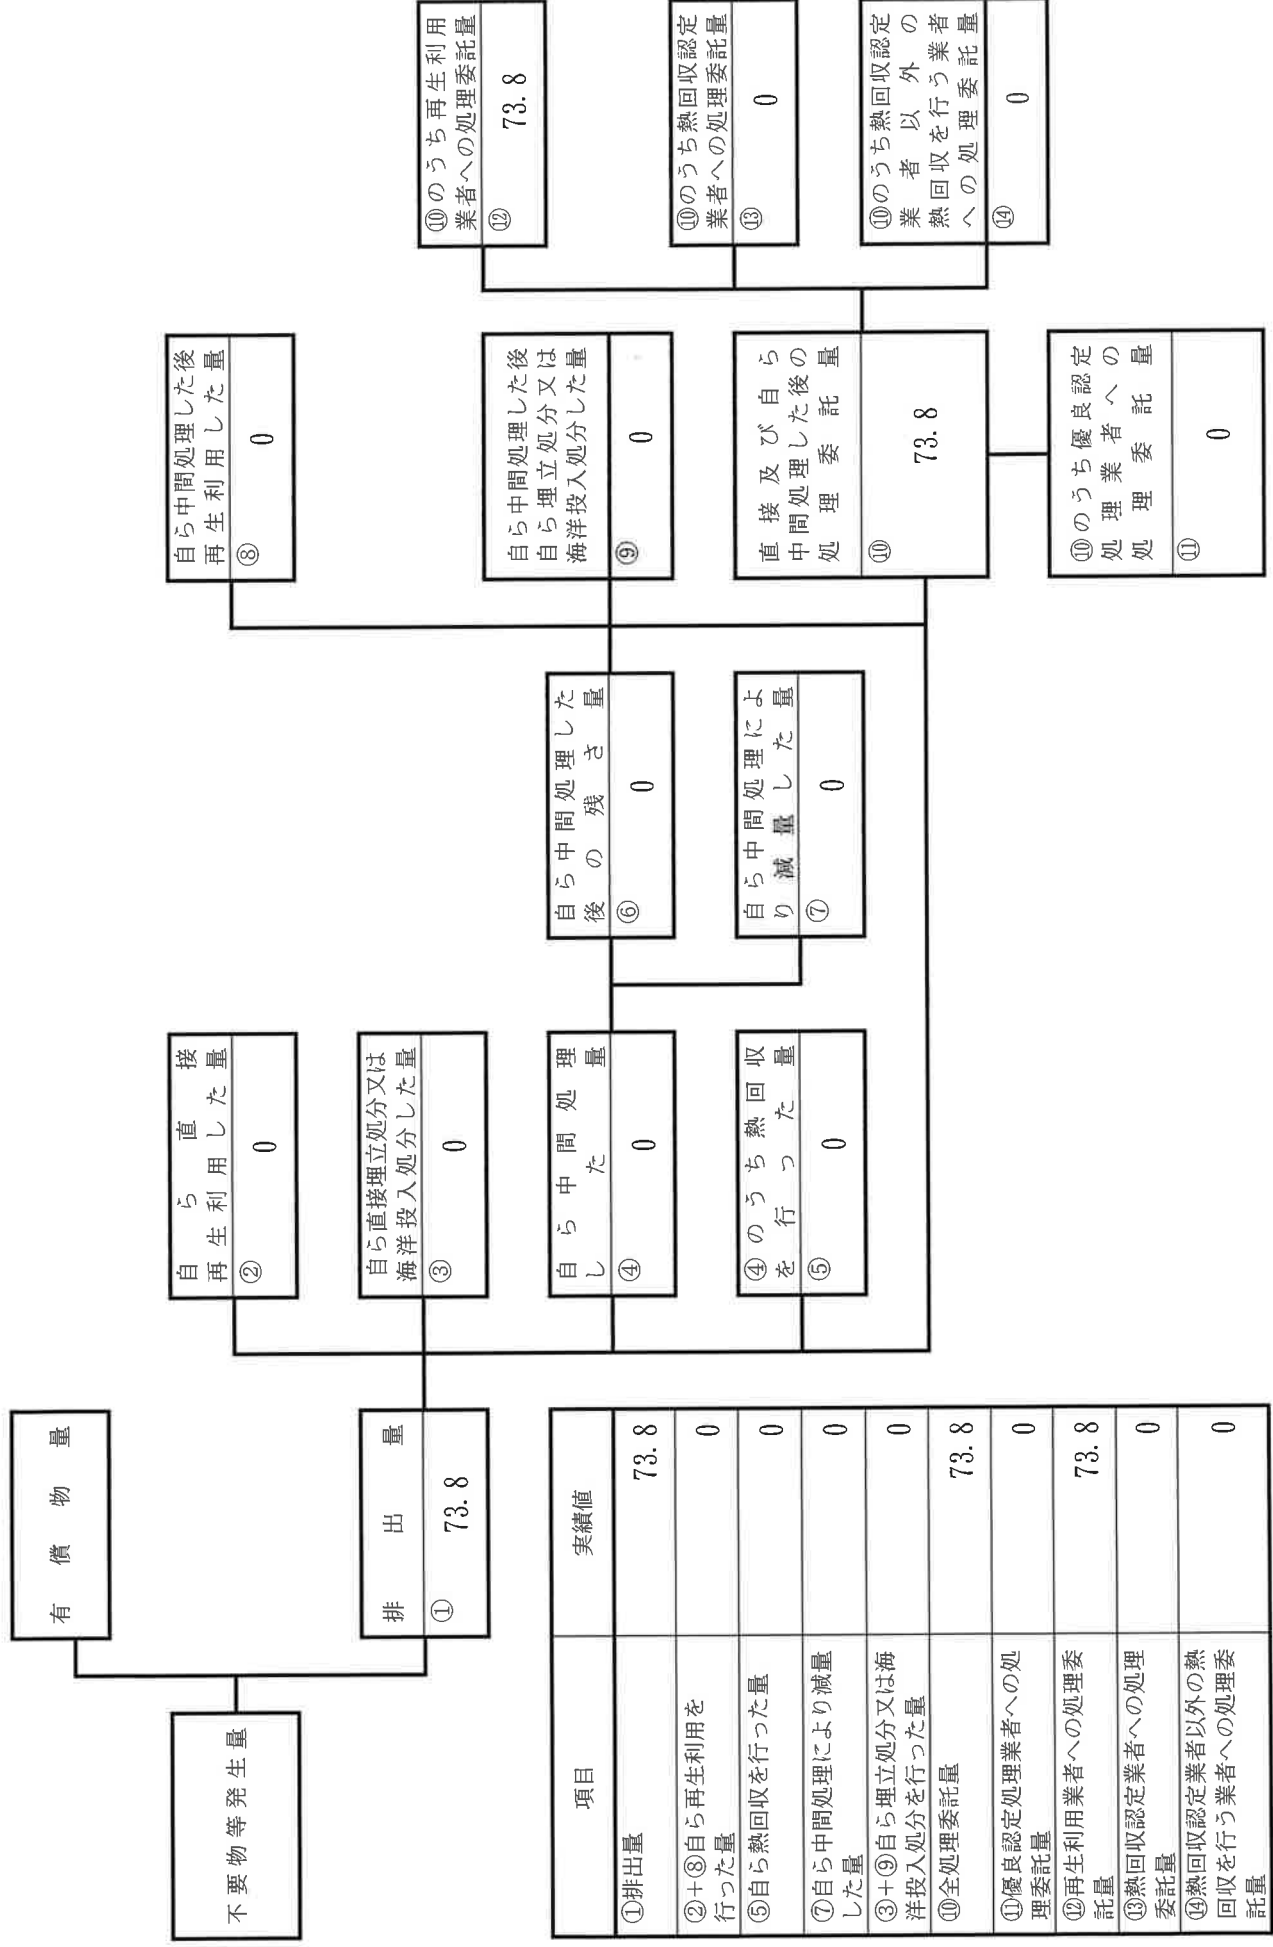 不要物等発生量
有償物量
排出量
①
73.8
自ら直接
再生利用した量
②
0
自ら直接埋立処分又は
海洋投入処分した量
③
0
自ら中間処理
した量
④
0
④のうち熱回収
を行った量
⑤
0
自ら中間処理した
後の残さ量
⑥
0
自ら中間処理によ
り減量した量
⑦
0
自ら中間処理した後
再生利用した量
⑧
0
自ら中間処理した後
自ら埋立処分又は
海洋投入処分した量
⑨
0
直接及び自ら
中間処理した後の
処理委託量
⑩
73.8
⑩のうち優良認定
処理業者への
処理委託量
⑪
0
⑩のうち再生利用
業者への処理委託量
⑫
73.8
⑩のうち熱回収認定
業者への処理委託量
⑬
0
⑩のうち熱回収認定
業者以外の
熱回収を行う業者
への処理委託量
⑭
0
項目 実績値
①排出量 73.8
②+⑧自ら再生利用を
行った量 0
⑤自ら熱回収を行った量 0
⑦自ら中間処理により減量
した量 0
③+⑨自ら埋立処分又は海
洋投入処分を行った量 0
⑩全処理委託量 73.8
⑪優良認定処理業者への処
理委託量 0
⑫再生利用業者への処理委
託量 73.8
⑬熱回収認定業者への処理
委託量 0
⑭熱回収認定業者以外の熱
回収を行う業者への処理委
託量 0